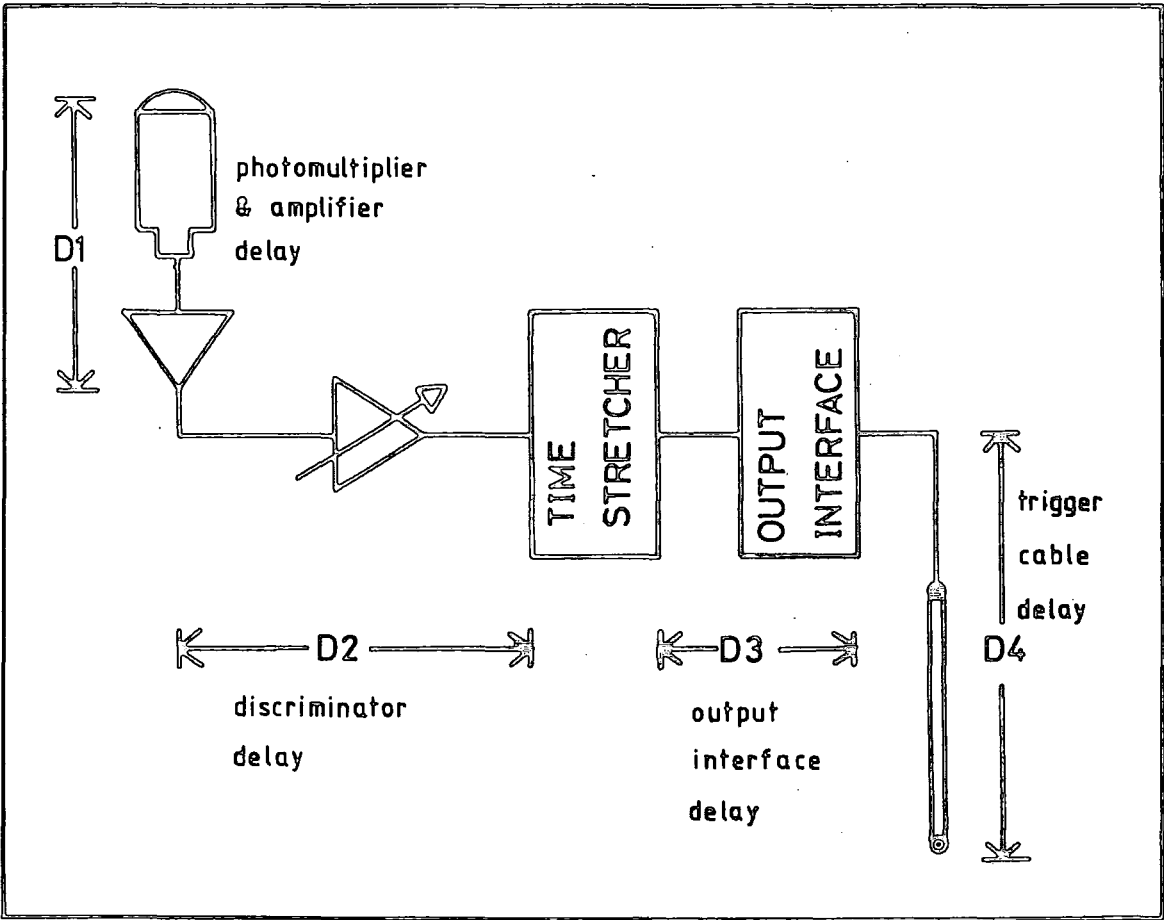 photomultiplier
& amplifier
delay
D1
TIME
STRETCHER
OUTPUT
INTERFACE
trigger
cable
delay
D4
D2
discriminator
delay
D3
output
interface
delay